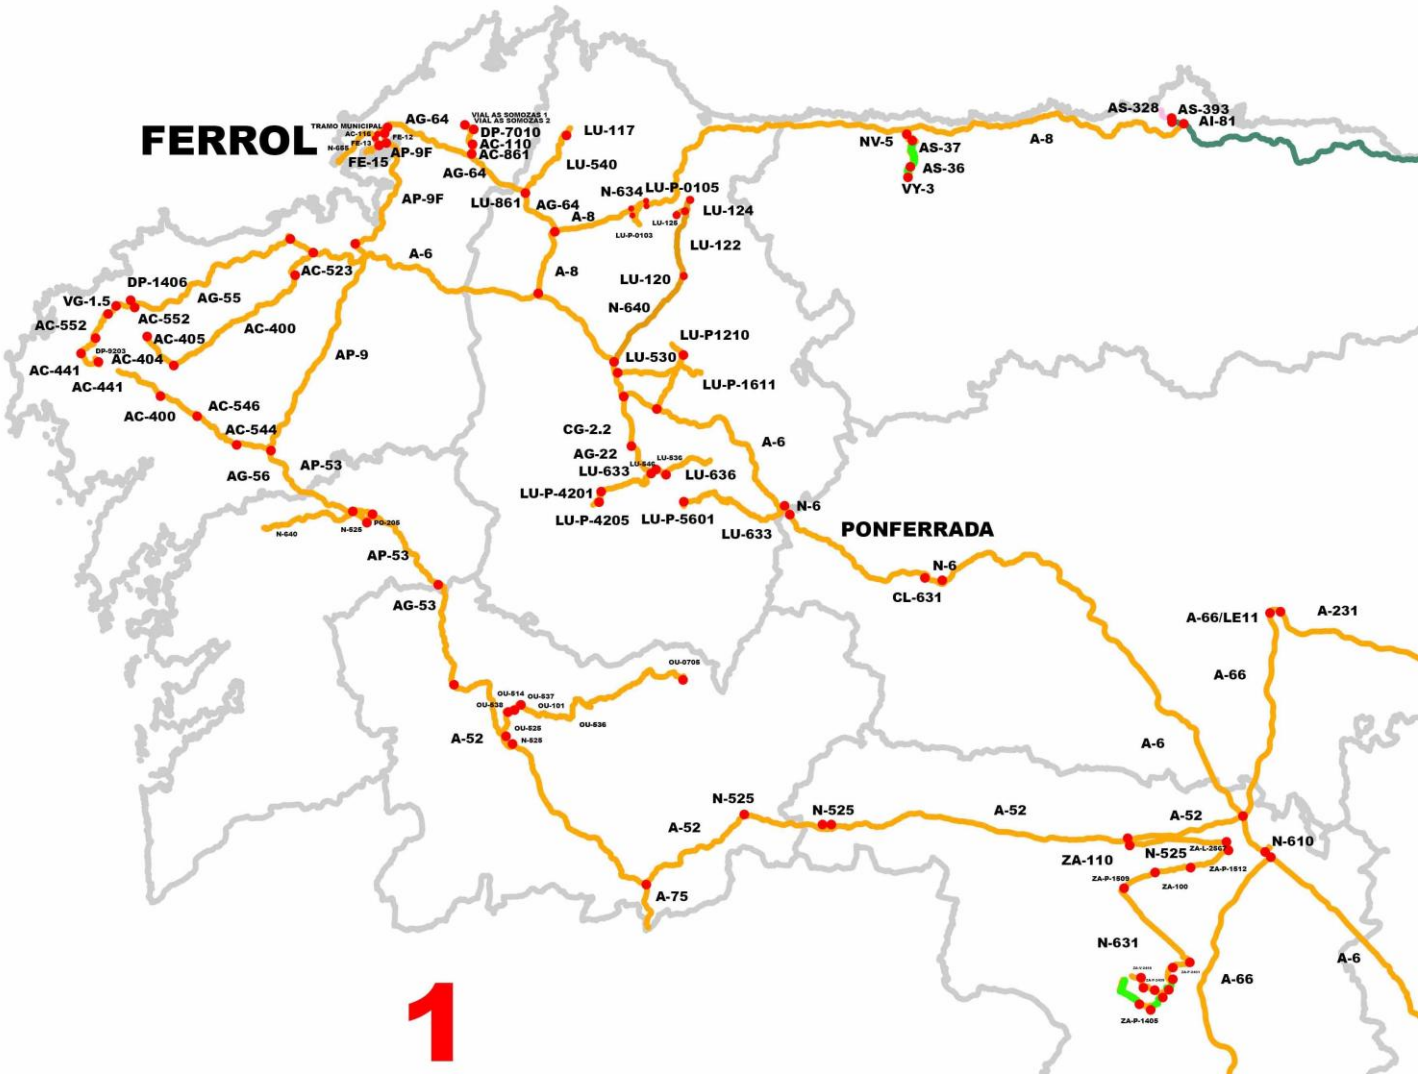 VIAL AS SOMOZAS 1
VIAL AS SOMOZAS 2
AG-64
TRAMO MUNICIPAL
AC-116
FE-12
FERROL
FE-13
N-655
FE-15
AP-9F
DP-7010
AC-110
AC-861
AG-64
LU-117
LU-540
AP-9F
LU-861
AG-64
N-634
LU-P-0105
A-8
LU-124
LU-P-0103
LU-122
AS-328
AS-393
AI-81
NV-5
AS-37
A-8
AS-36
VY-3
A-6
A-8
LU-120
N-640
AC-523
DP-1406
AG-55
VG-1.5
AC-552
AC-552
AC-400
AC-405
DP-5203
AC-404
AC-441
AC-441
AP-9
LU-P1210
LU-530
LU-P-1611
AC-400
AC-546
AC-544
CG-2.2
A-6
AG-56
AP-53
AG-22
LU-633
LU-546
LU-536
LU-636
LU-P-4201
LU-P-4205
LU-P-5601
N-6
LU-633
PONFERRADA
N-640
N-525
PO-205
AP-53
N-6
CL-631
AG-53
A-66/LE11
A-231
A-66
OU-0705
OU-514
OU-537
OU-538
OU-101
OU-536
OU-525
N-525
A-52
A-6
N-525
N-525
A-52
A-52
A-52
N-610
ZA-110
N-525
ZA-L-2567
ZA-P-1512
ZA-P-1509
ZA-100
A-75
N-631
A-6
A-66
ZA-P-1405
1